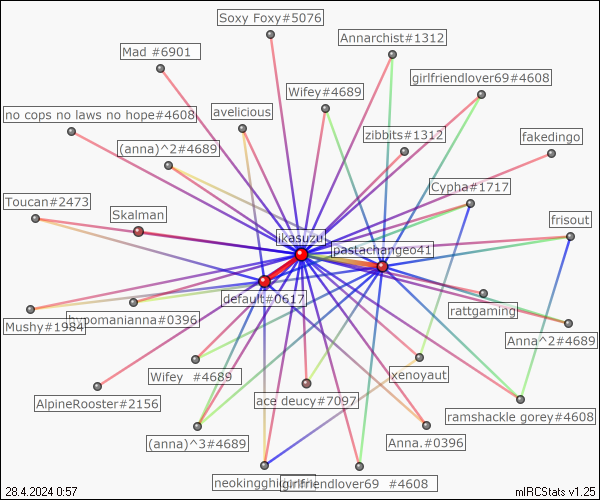 Soxy Foxy#5076
Annarchist#1312
Mad #6901
girlfriendlover69#4608
Wifey#4689
no cops no laws no hope#4608
avelicious
zibbits#1312
fakedingo
(anna)^2#4689
Cypha#1717
Toucan#2473
Skalman
frisout
ikasuzu
pastachangeo41
default#0617
rattgaming
hypomanianna#0396
Mushy#1984
Anna^2#4689
Wifey #4689
xenoyaut
ace deucy#7097
AlpineRooster#2156
ramshackle gorey#4608
(anna)^3#4689
Anna.#0396
girlfriendlover69 #4608
28.4.2024 0:57
mIRCStats v1.25